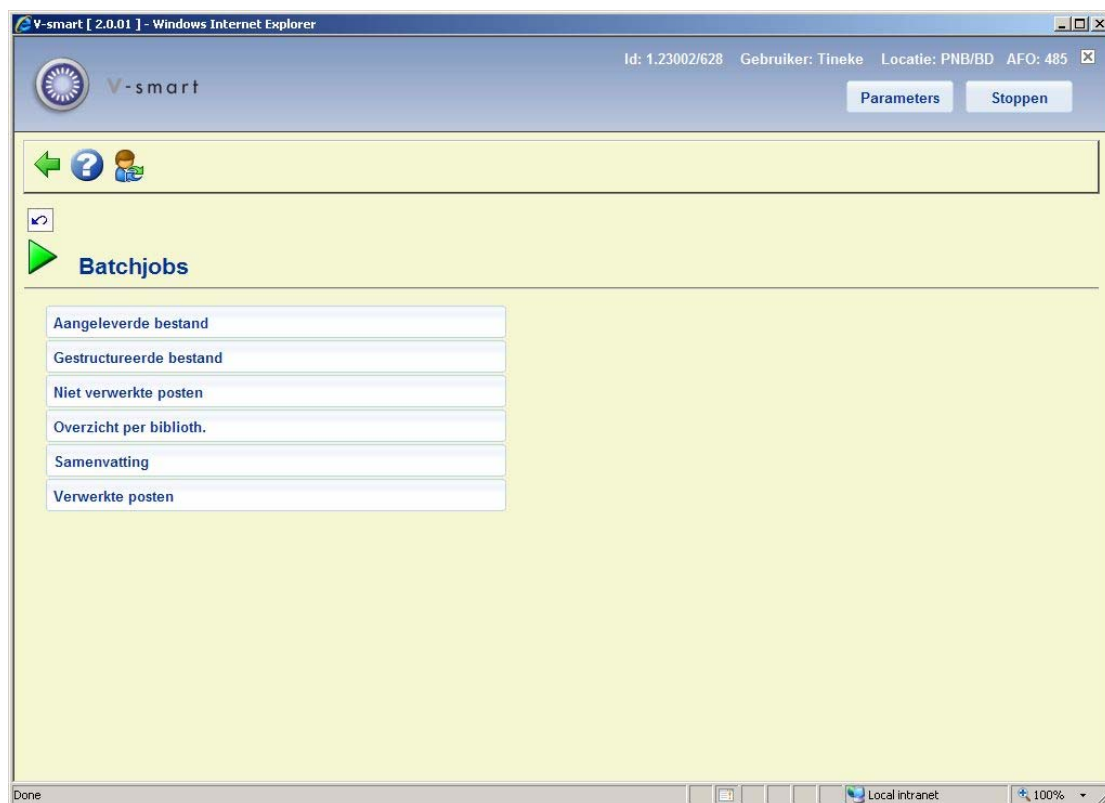 V-smart [ 2.0.01 ] - Windows Internet Explorer
Id: 1.23002/628 Gebruiker: Tineke Locatie: PNB/BD AFO: 485
V-smart
Parameters Stoppen
Batchjobs
Aangeleverde bestand
Gestructureerde bestand
Niet verwerkte posten
Overzicht per biblioth.
Samenvatting
Verwerkte posten
Done Local intranet 100%